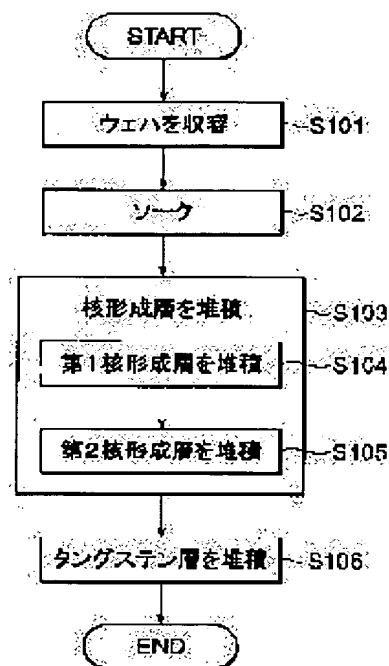 START
ウェハを収容
S101
ソーク
S102
核形成層を堆積
S103
第1核形成層を堆積
S104
第2核形成層を堆積
S105
タングステン層を堆積
S106
END